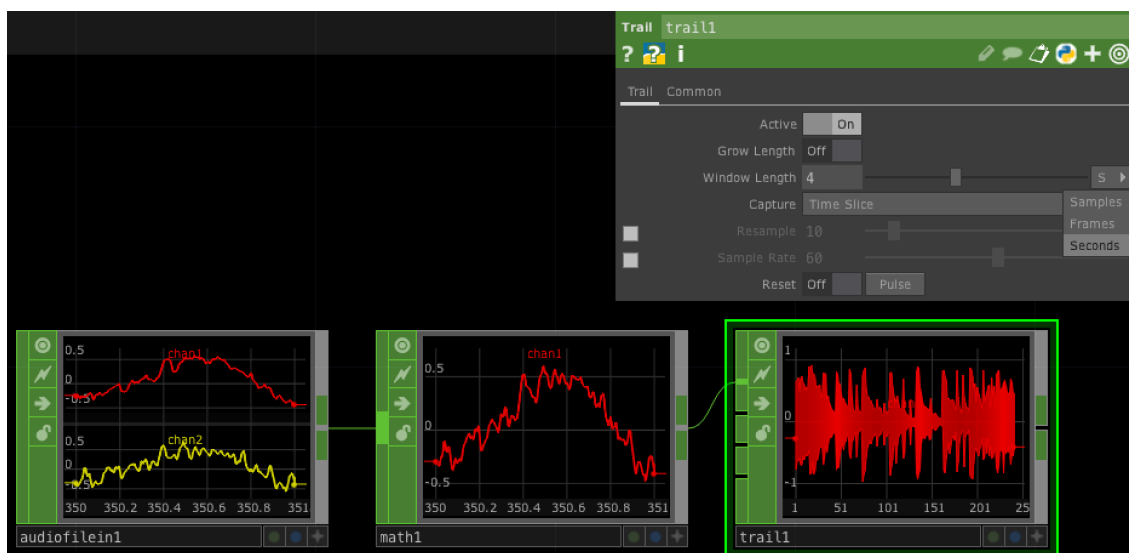 Trail trail1
? ? i
Trail Common
Active On
Grow Length Off
Window Length 4 S
Capture Time Slice Samples
Resample 10 Frames
Seconds
Sample Rate 60
Reset Off Pulse
0.5 chan1
0
-0.5
0.5 chan2
0
-0.5
350 350.2 350.4 350.6 350.8 351
audiofilein1
chan1
0.5
0
-0.5
350 350.2 350.4 350.6 350.8 351
math1
1
0
-1
1 51 101 151 201 25
trail1